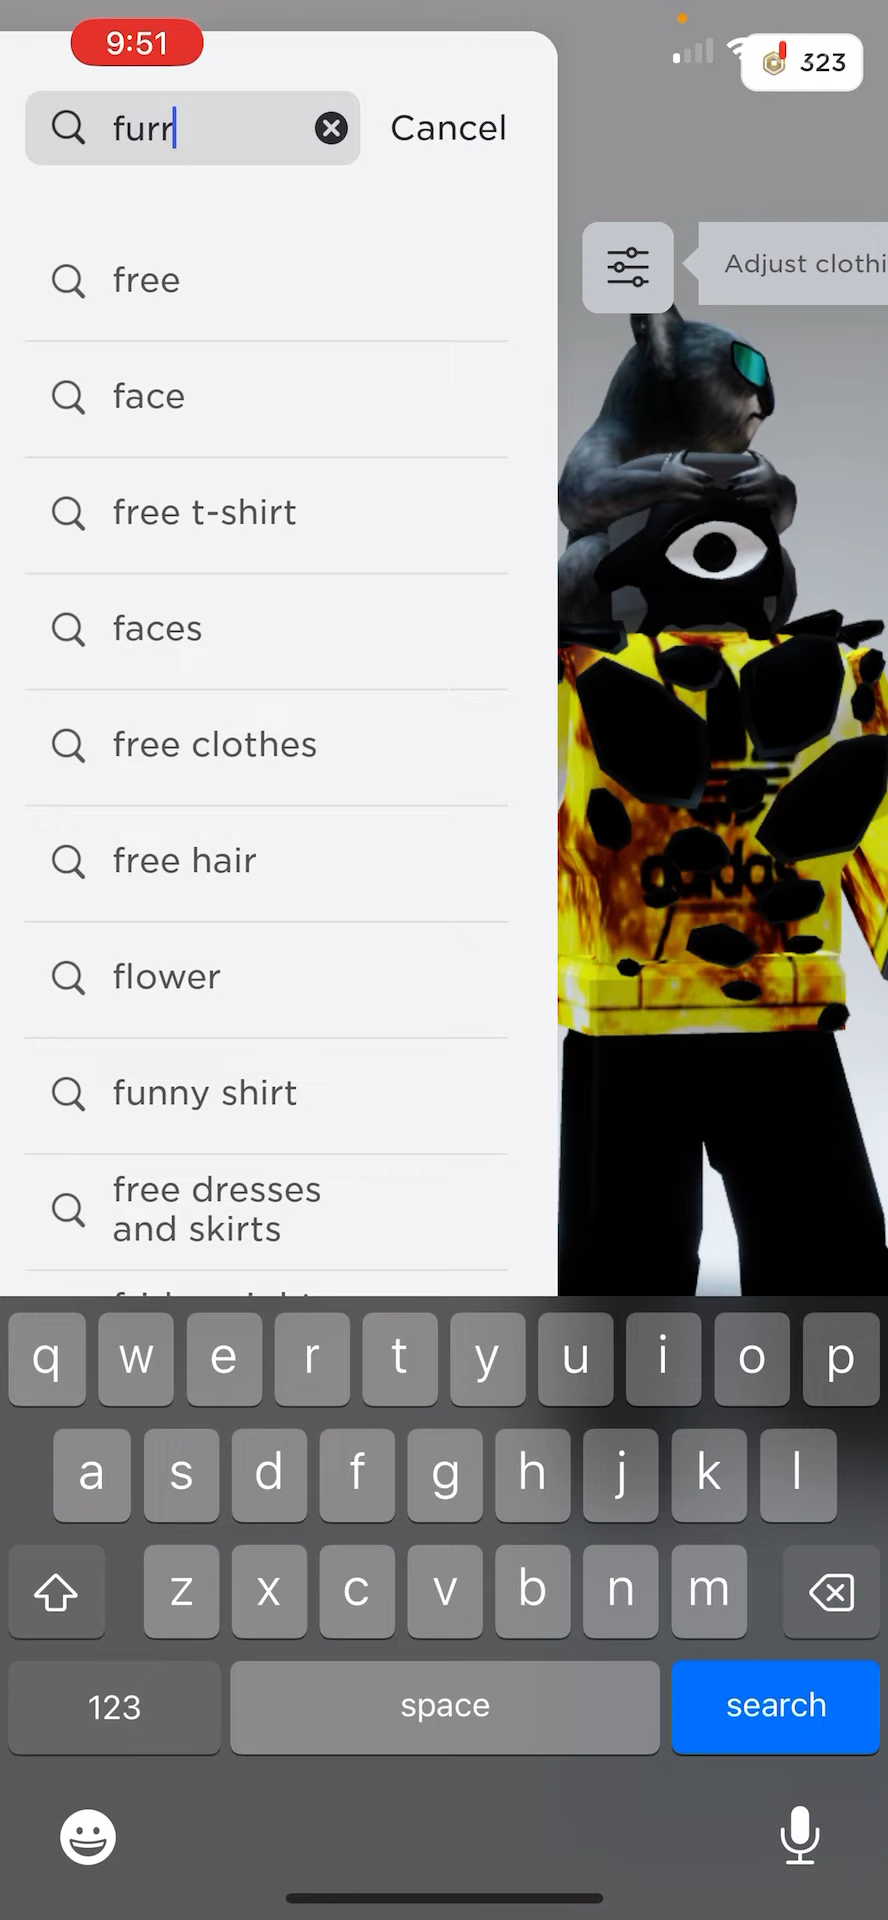 9:51
323
furr
Cancel
Adjust clothi
free
face
free t-shirt
faces
free clothes
free hair
flower
funny shirt
free dresses
and skirts
adidas
q w e r t y u i o p
a s d f g h j k l
z x c v b n m
123
space
search